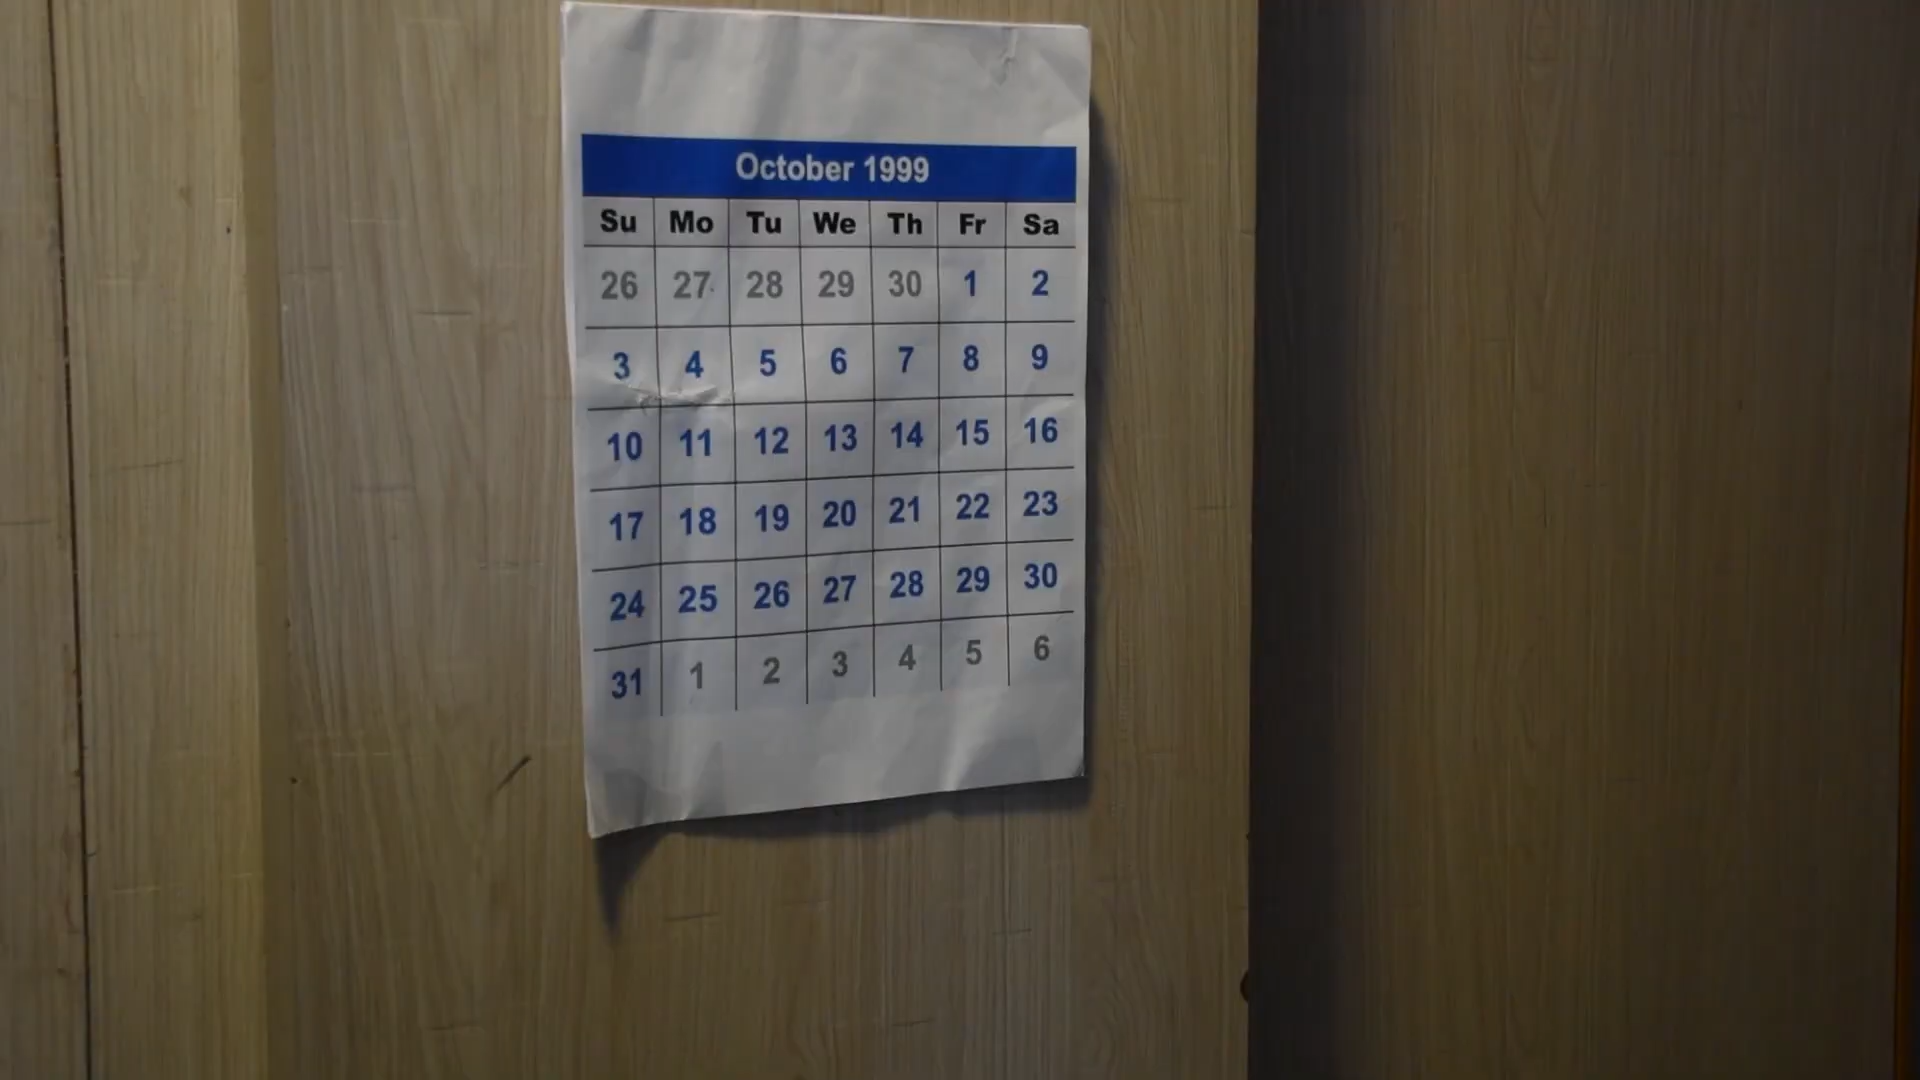 October 1999
Su Mo Tu We Th Fr Sa
26 27 28 29 30 1 2
3 4 5 6 7 8 9
10 11 12 13 14 15 16
17 18 19 20 21 22 23
24 25 26 27 28 29 30
31 1 2 3 4 5 6